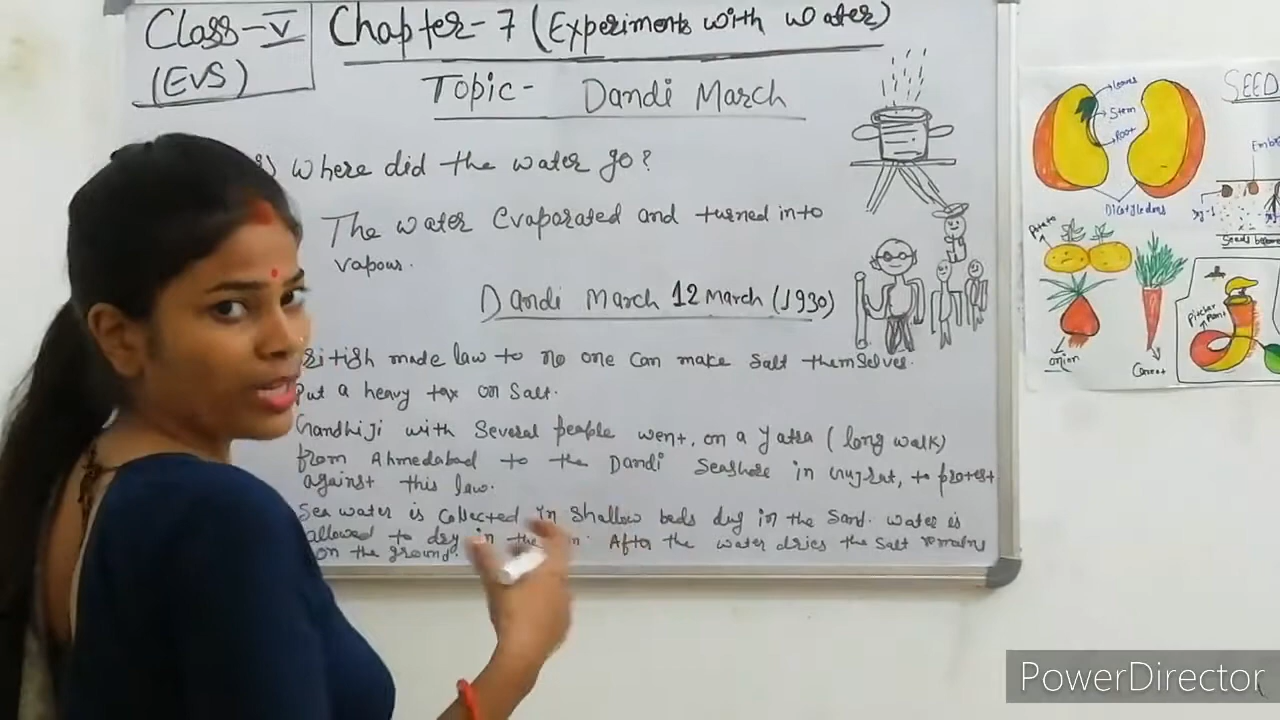 Class-V
(EVS)
Chapter-7 (Experiments with water)
Topic- Dandi March
Where did the water go?
The water Evaporated and turned into
vapour.
Dandi March 12 March (1930)
British made law to no one can make salt themselves.
Put a heavy tax on Salt.
Gandhiji with Several people went, on a yatra (long walk)
from Ahmedabad to the Dandi Seashore in Gujrat, to protest
against this law.
Sea water is Collected in Shallow beds dug in the Sand. water is
allowed to dry in the sun. After the water dries the Salt remains
on the ground.
SEED
leaves
Stem
Root
Dicotyledons
Potato
onion
Carrot
Pitcher
Plant
PowerDirector